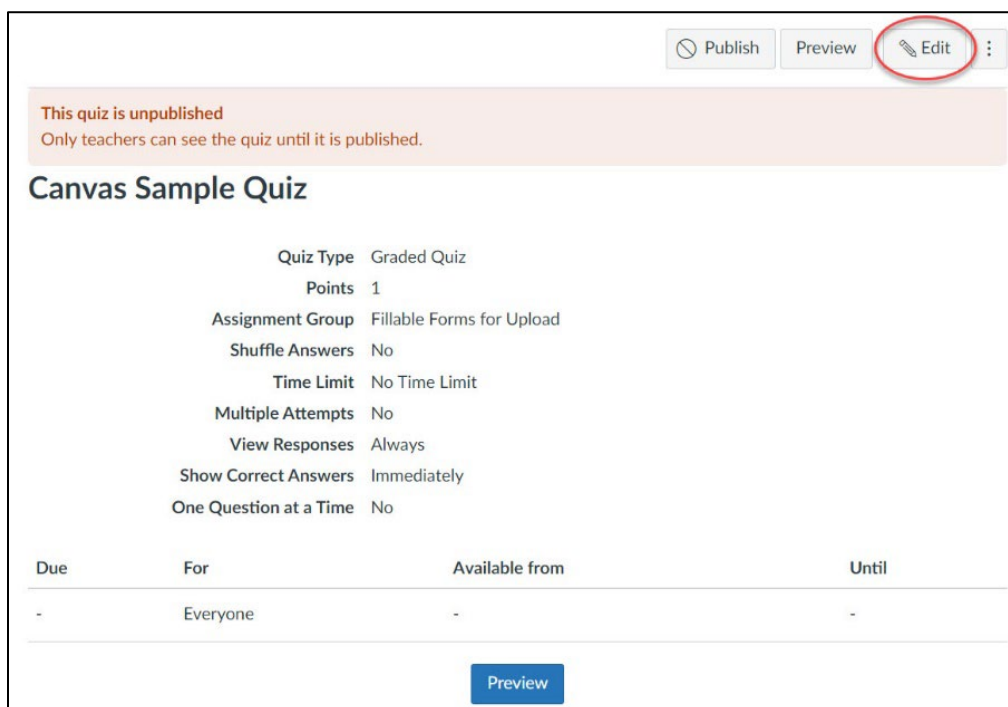 Publish Preview Edit
This quiz is unpublished
Only teachers can see the quiz until it is published.
Canvas Sample Quiz
Quiz Type Graded Quiz
Points 1
Assignment Group Fillable Forms for Upload
Shuffle Answers No
Time Limit No Time Limit
Multiple Attempts No
View Responses Always
Show Correct Answers Immediately
One Question at a Time No
Due For Available from Until
- Everyone - -
Preview